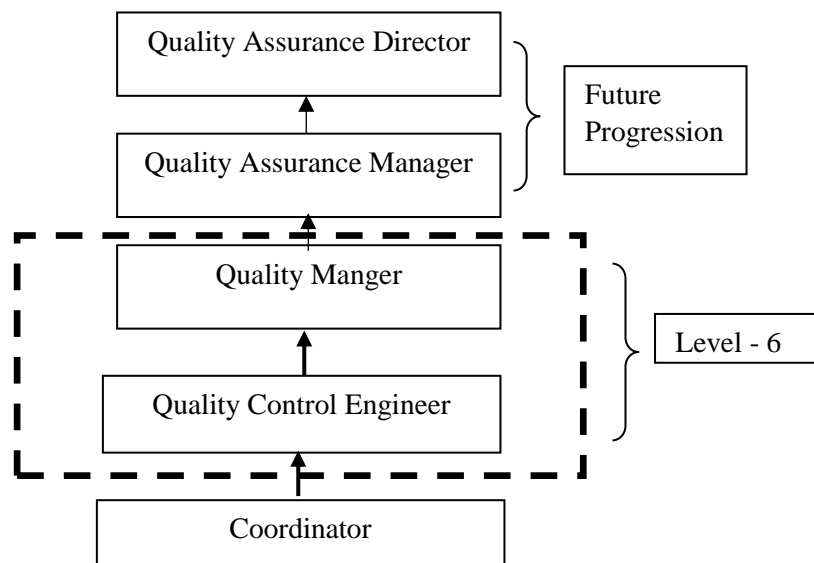 Quality Assurance Director
Future
Progression
Quality Assurance Manager
Quality Manger
Level - 6
Quality Control Engineer
Coordinator